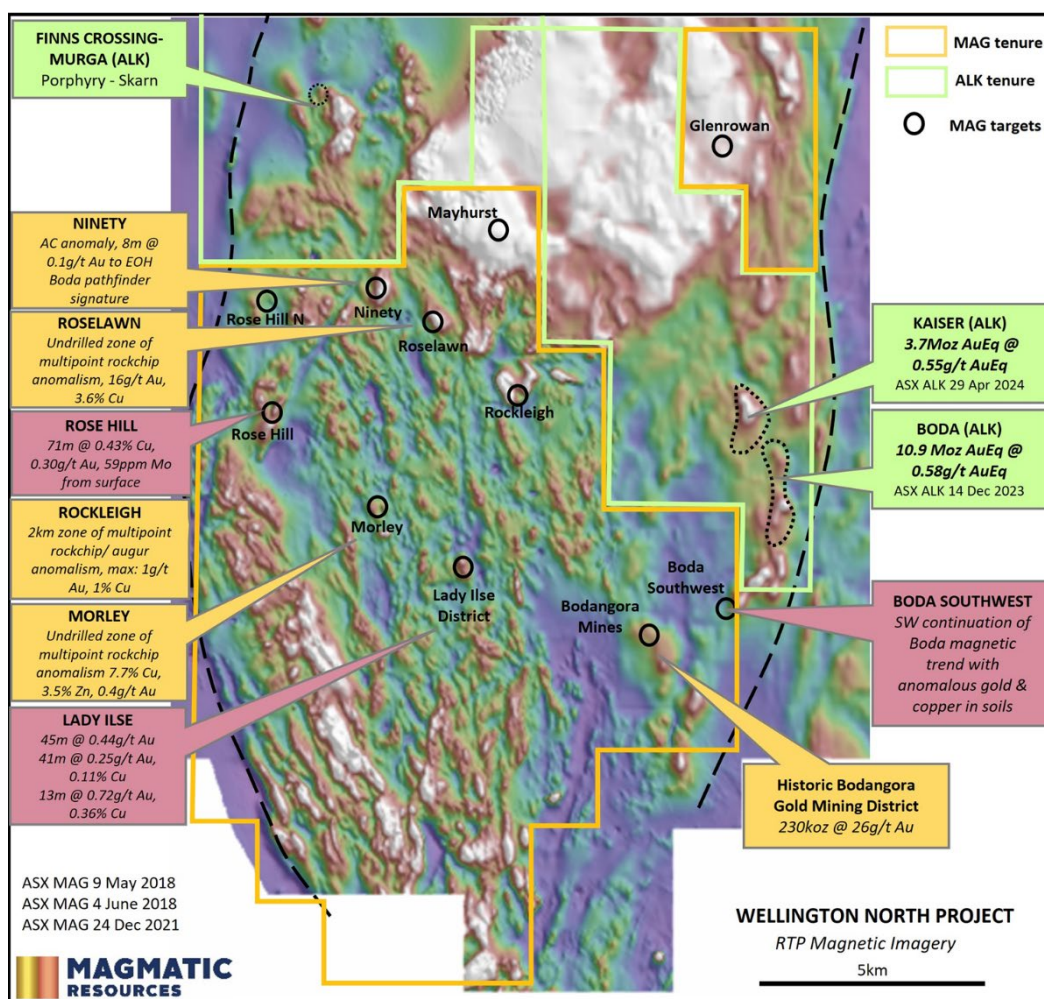 FINNS CROSSING-
MURGA (ALK)
Porphyry - Skarn
MAG tenure
ALK tenure
MAG targets
Glenrowan
Mayhurst
NINETY
AC anomaly, 8m @
0.1g/t Au to EOH
Boda pathfinder
signature
Rose Hill N
Ninety
Roselawn
ROSELAWN
Undrilled zone of
multipoint rockchip
anomalism, 16g/t Au,
3.6% Cu
KAISER (ALK)
3.7Moz AuEq @
0.55g/t AuEq
ASX ALK 29 Apr 2024
Rockleigh
Rose Hill
ROSE HILL
71m @ 0.43% Cu,
0.30g/t Au, 59ppm Mo
from surface
BODA (ALK)
10.9 Moz AuEq @
0.58g/t AuEq
ASX ALK 14 Dec 2023
ROCKLEIGH
2km zone of multipoint
rockchip/ augur
anomalism, max: 1g/t
Au, 1% Cu
Morley
Lady Ilse
District
Boda
Southwest
Bodangora
Mines
MORLEY
Undrilled zone of
multipoint rockchip
anomalism 7.7% Cu,
3.5% Zn, 0.4g/t Au
BODA SOUTHWEST
SW continuation of
Boda magnetic
trend with
anomalous gold &
copper in soils
LADY ILSE
45m @ 0.44g/t Au
41m @ 0.25g/t Au,
0.11% Cu
13m @ 0.72g/t Au,
0.36% Cu
Historic Bodangora
Gold Mining District
230koz @ 26g/t Au
ASX MAG 9 May 2018
ASX MAG 4 June 2018
ASX MAG 24 Dec 2021
WELLINGTON NORTH PROJECT
RTP Magnetic Imagery
5km
MAGMATIC
RESOURCES